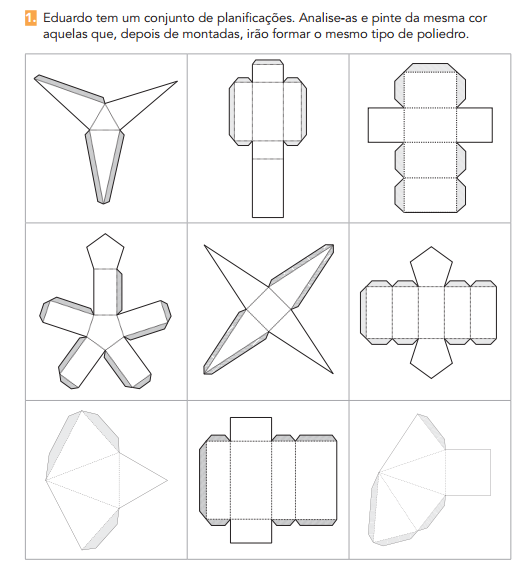 1. Eduardo tem um conjunto de planificações. Analise-as e pinte da mesma cor
aquelas que, depois de montadas, irão formar o mesmo tipo de poliedro.